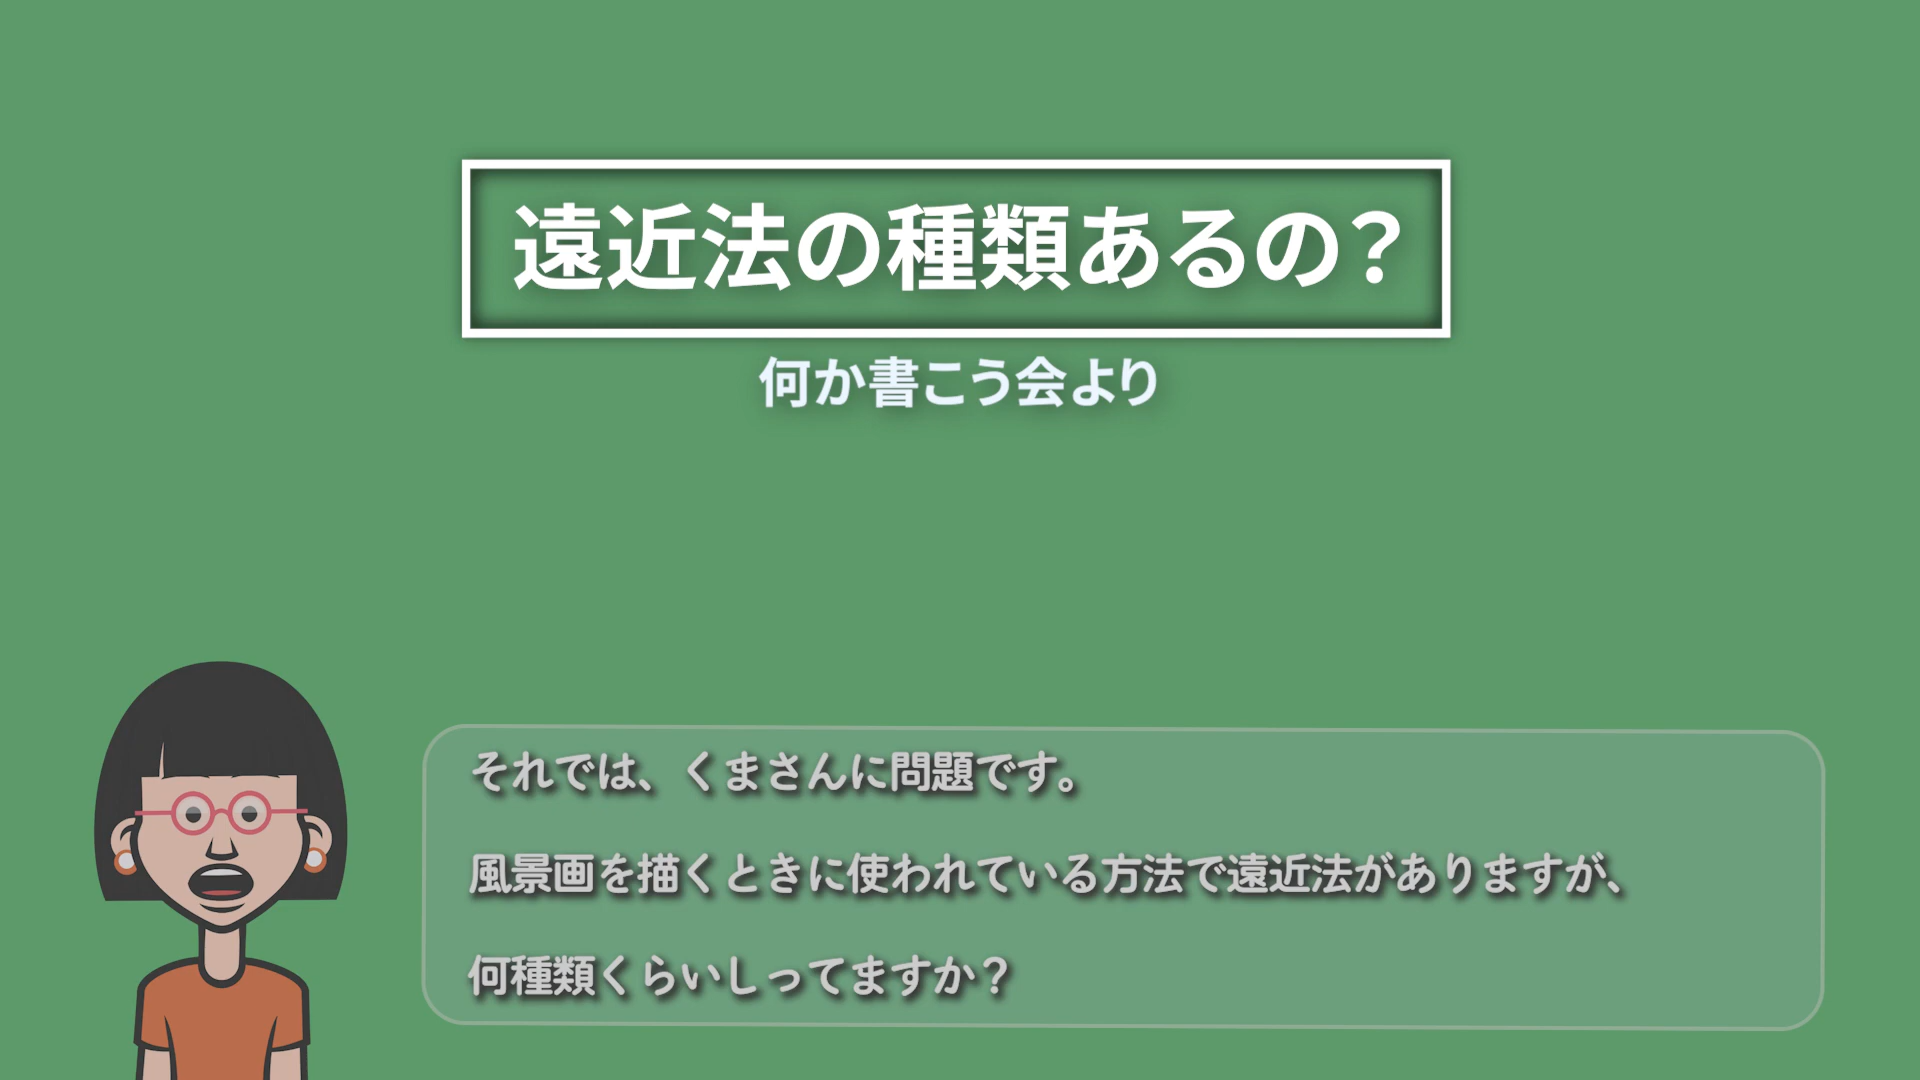 遠近法の種類あるの？
何か書こう会より
それでは、くまさんに問題です。
風景画を描くときに使われている方法で遠近法がありますが、
何種類くらいしってますか？